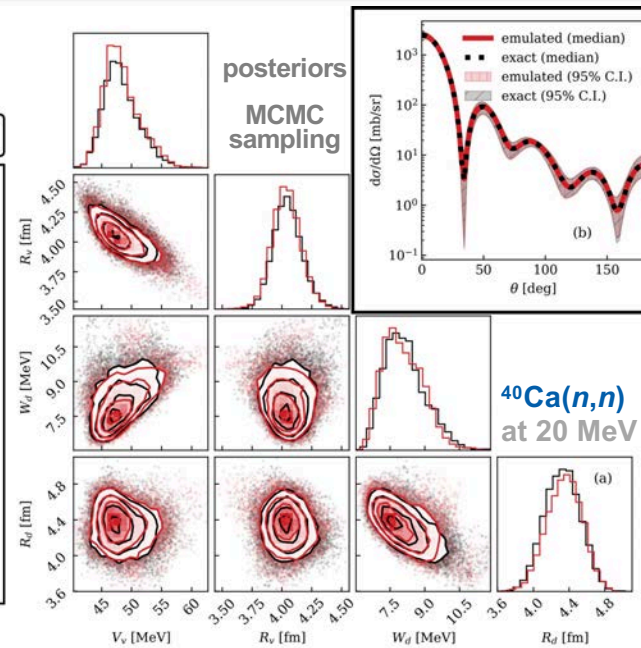 posteriors
MCMC
sampling
emulated (median)
exact (median)
emulated (95% C.I.)
exact (95% C.I.)
dσ/dΩ [mb/sr]
10³
10²
10¹
10⁰
10⁻¹
(b)
0
50
100
150
θ [deg]
R_v [fm]
4.50
4.25
4.00
3.75
3.50
W_d [MeV]
10.5
9.0
7.5
⁴⁰Ca(n,n)
at 20 MeV
R_d [fm]
4.8
4.4
4.0
3.6
(a)
45 50 55 60
3.50 3.75 4.00 4.25 4.50
7.5 9.0 10.5
3.6 4.0 4.4 4.8
V_v [MeV]
R_v [fm]
W_d [MeV]
R_d [fm]